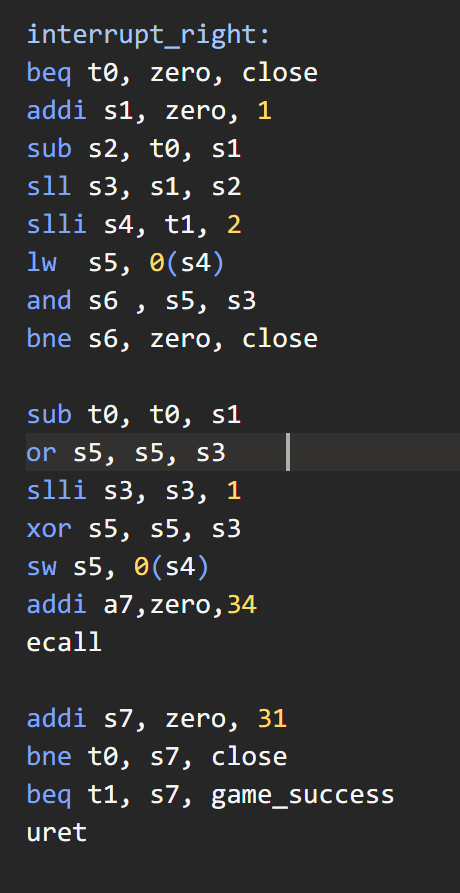 interrupt_right:
beq t0, zero, close
addi s1, zero, 1
sub s2, t0, s1
sll s3, s1, s2
slli s4, t1, 2
lw  s5, 0(s4)
and s6 , s5, s3
bne s6, zero, close
sub t0, t0, s1
or s5, s5, s3
slli s3, s3, 1
xor s5, s5, s3
sw s5, 0(s4)
addi a7,zero,34
ecall
addi s7, zero, 31
bne t0, s7, close
beq t1, s7, game_success
uret